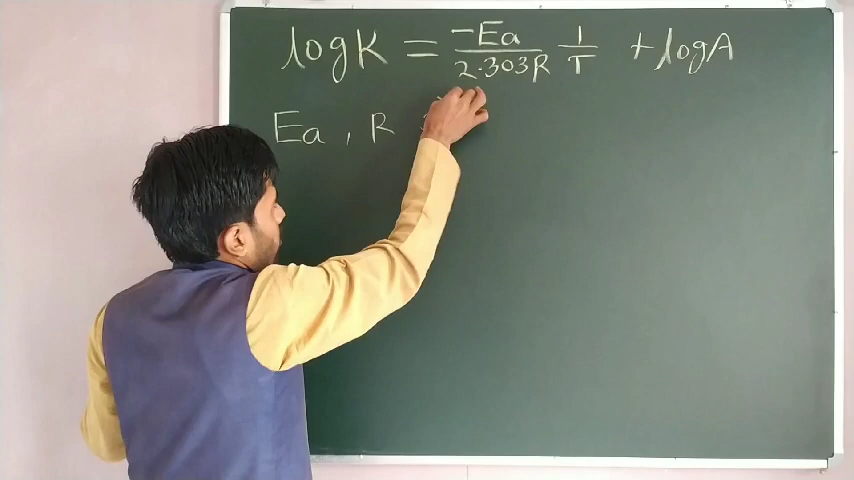 logK = -Ea/2.303R 1/T + logA
Ea , R